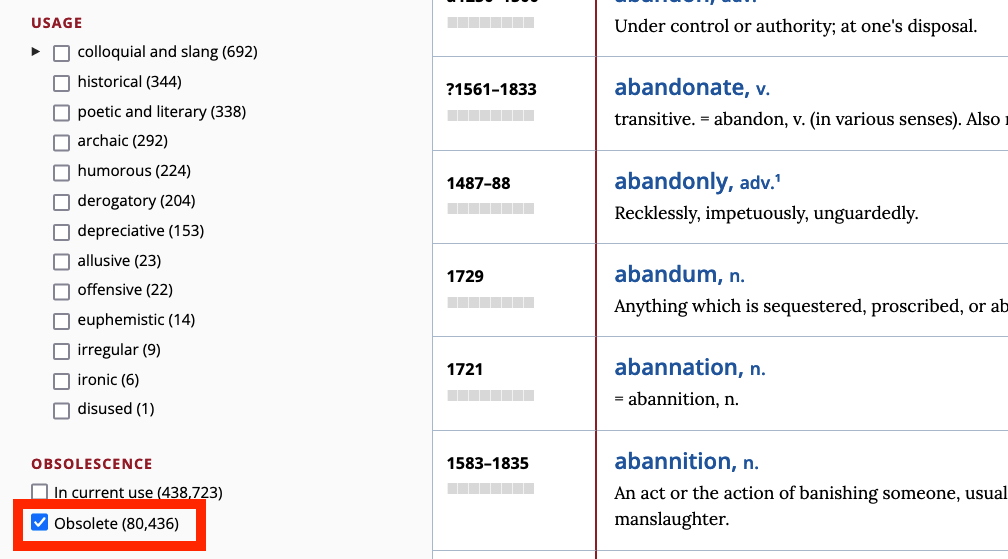 USAGE
colloquial and slang (692)
historical (344)
poetic and literary (338)
archaic (292)
humorous (224)
derogatory (204)
depreciative (153)
allusive (23)
offensive (22)
euphemistic (14)
irregular (9)
ironic (6)
disused (1)
OBSOLESCENCE
In current use (438,723)
Obsolete (80,436)
Under control or authority; at one's disposal.
?1561–1833
abandonate, v.
transitive. = abandon, v. (in various senses). Also
1487–88
abandonly, adv.¹
Recklessly, impetuously, unguardedly.
1729
abandum, n.
Anything which is sequestered, proscribed, or ab
1721
abannation, n.
= abannition, n.
1583–1835
abannition, n.
An act or the action of banishing someone, usual
manslaughter.